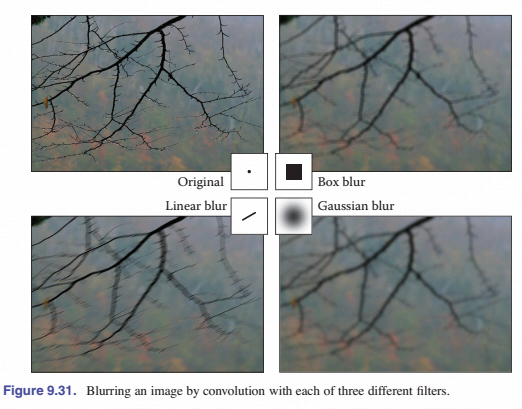 Original
Box blur
Linear blur
Gaussian blur
Figure 9.31. Blurring an image by convolution with each of three different filters.